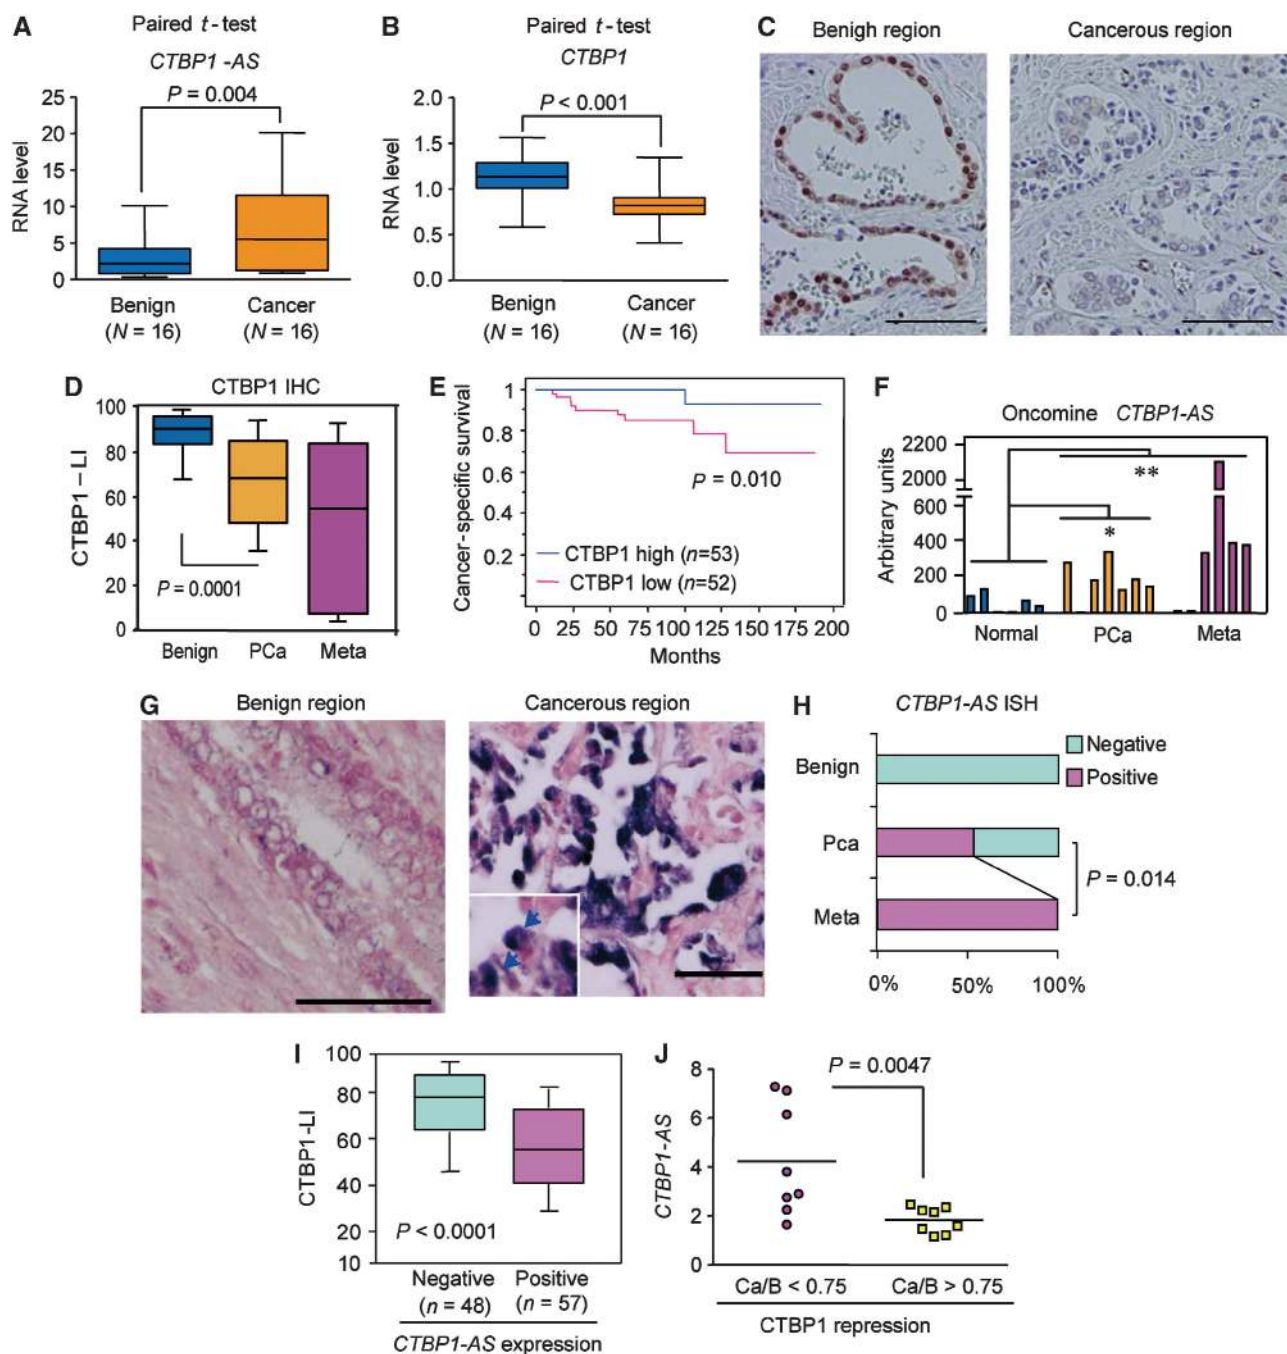 A
Paired t-test
CTBP1 -AS
P = 0.004
RNA level
25
20
15
10
5
0
Benign
(N = 16)
Cancer
(N = 16)
B
Paired t-test
CTBP1
P < 0.001
RNA level
2.0
1.5
1.0
0.5
0.0
Benign
(N = 16)
Cancer
(N = 16)
C
Benigh region
Cancerous region
D
CTBP1 IHC
CTBP1 – LI
100
80
60
40
20
0
P = 0.0001
Benign
PCa
Meta
E
Cancer-specific survival
1
0.8
0.6
0.4
0.2
P = 0.010
CTBP1 high (n=53)
CTBP1 low (n=52)
0 25 50 75 100 125 150 175 200
Months
F
Oncomine CTBP1-AS
Arbitrary units
2200
2000
600
400
200
0
**
*
Normal
PCa
Meta
G
Benign region
Cancerous region
H
CTBP1-AS ISH
Negative
Positive
Benign
Pca
Meta
P = 0.014
0% 50% 100%
I
CTBP1-LI
100
80
60
40
20
10
P < 0.0001
Negative
(n = 48)
Positive
(n = 57)
CTBP1-AS expression
J
P = 0.0047
CTBP1-AS
8
6
4
2
0
Ca/B < 0.75
Ca/B > 0.75
CTBP1 repression